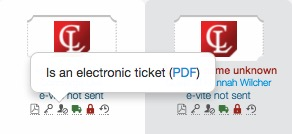 Is an electronic ticket (PDF)
me unknown
nnah Wilcher
e-vite not sent
e-vite not sent